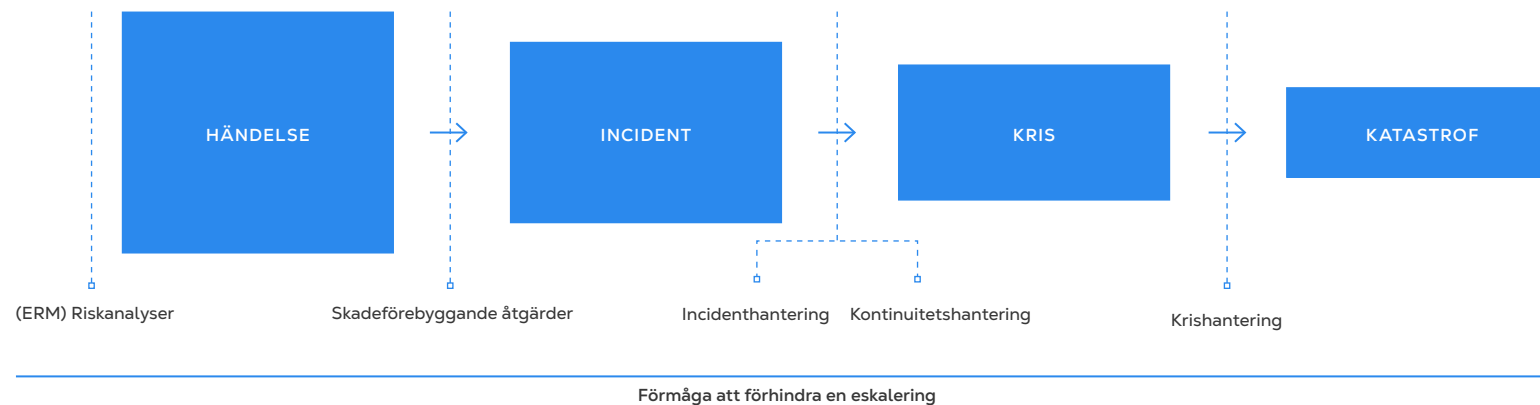 HÄNDELSE
INCIDENT
KRIS
KATASTROF
(ERM) Riskanalyser
Skadeförebyggande åtgärder
Incidenthantering
Kontinuitetshantering
Krishantering
Förmåga att förhindra en eskalering